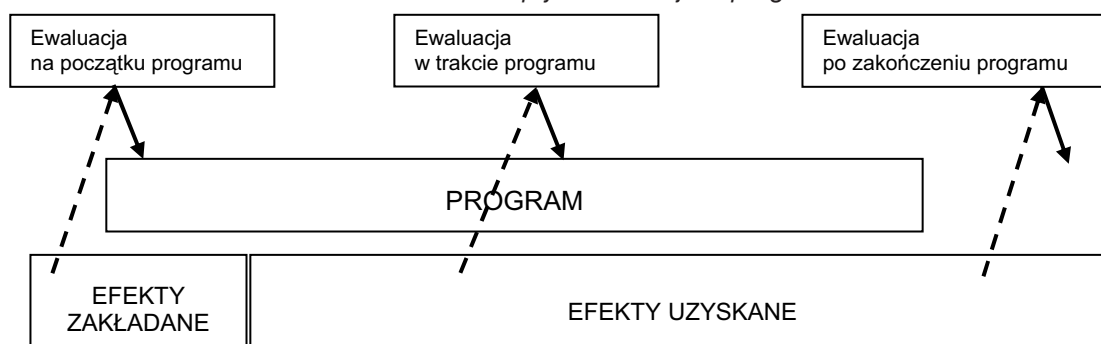 Ewaluacja
na początku programu
Ewaluacja
w trakcie programu
Ewaluacja
po zakończeniu programu
PROGRAM
EFEKTY
ZAKŁADANE
EFEKTY UZYSKANE